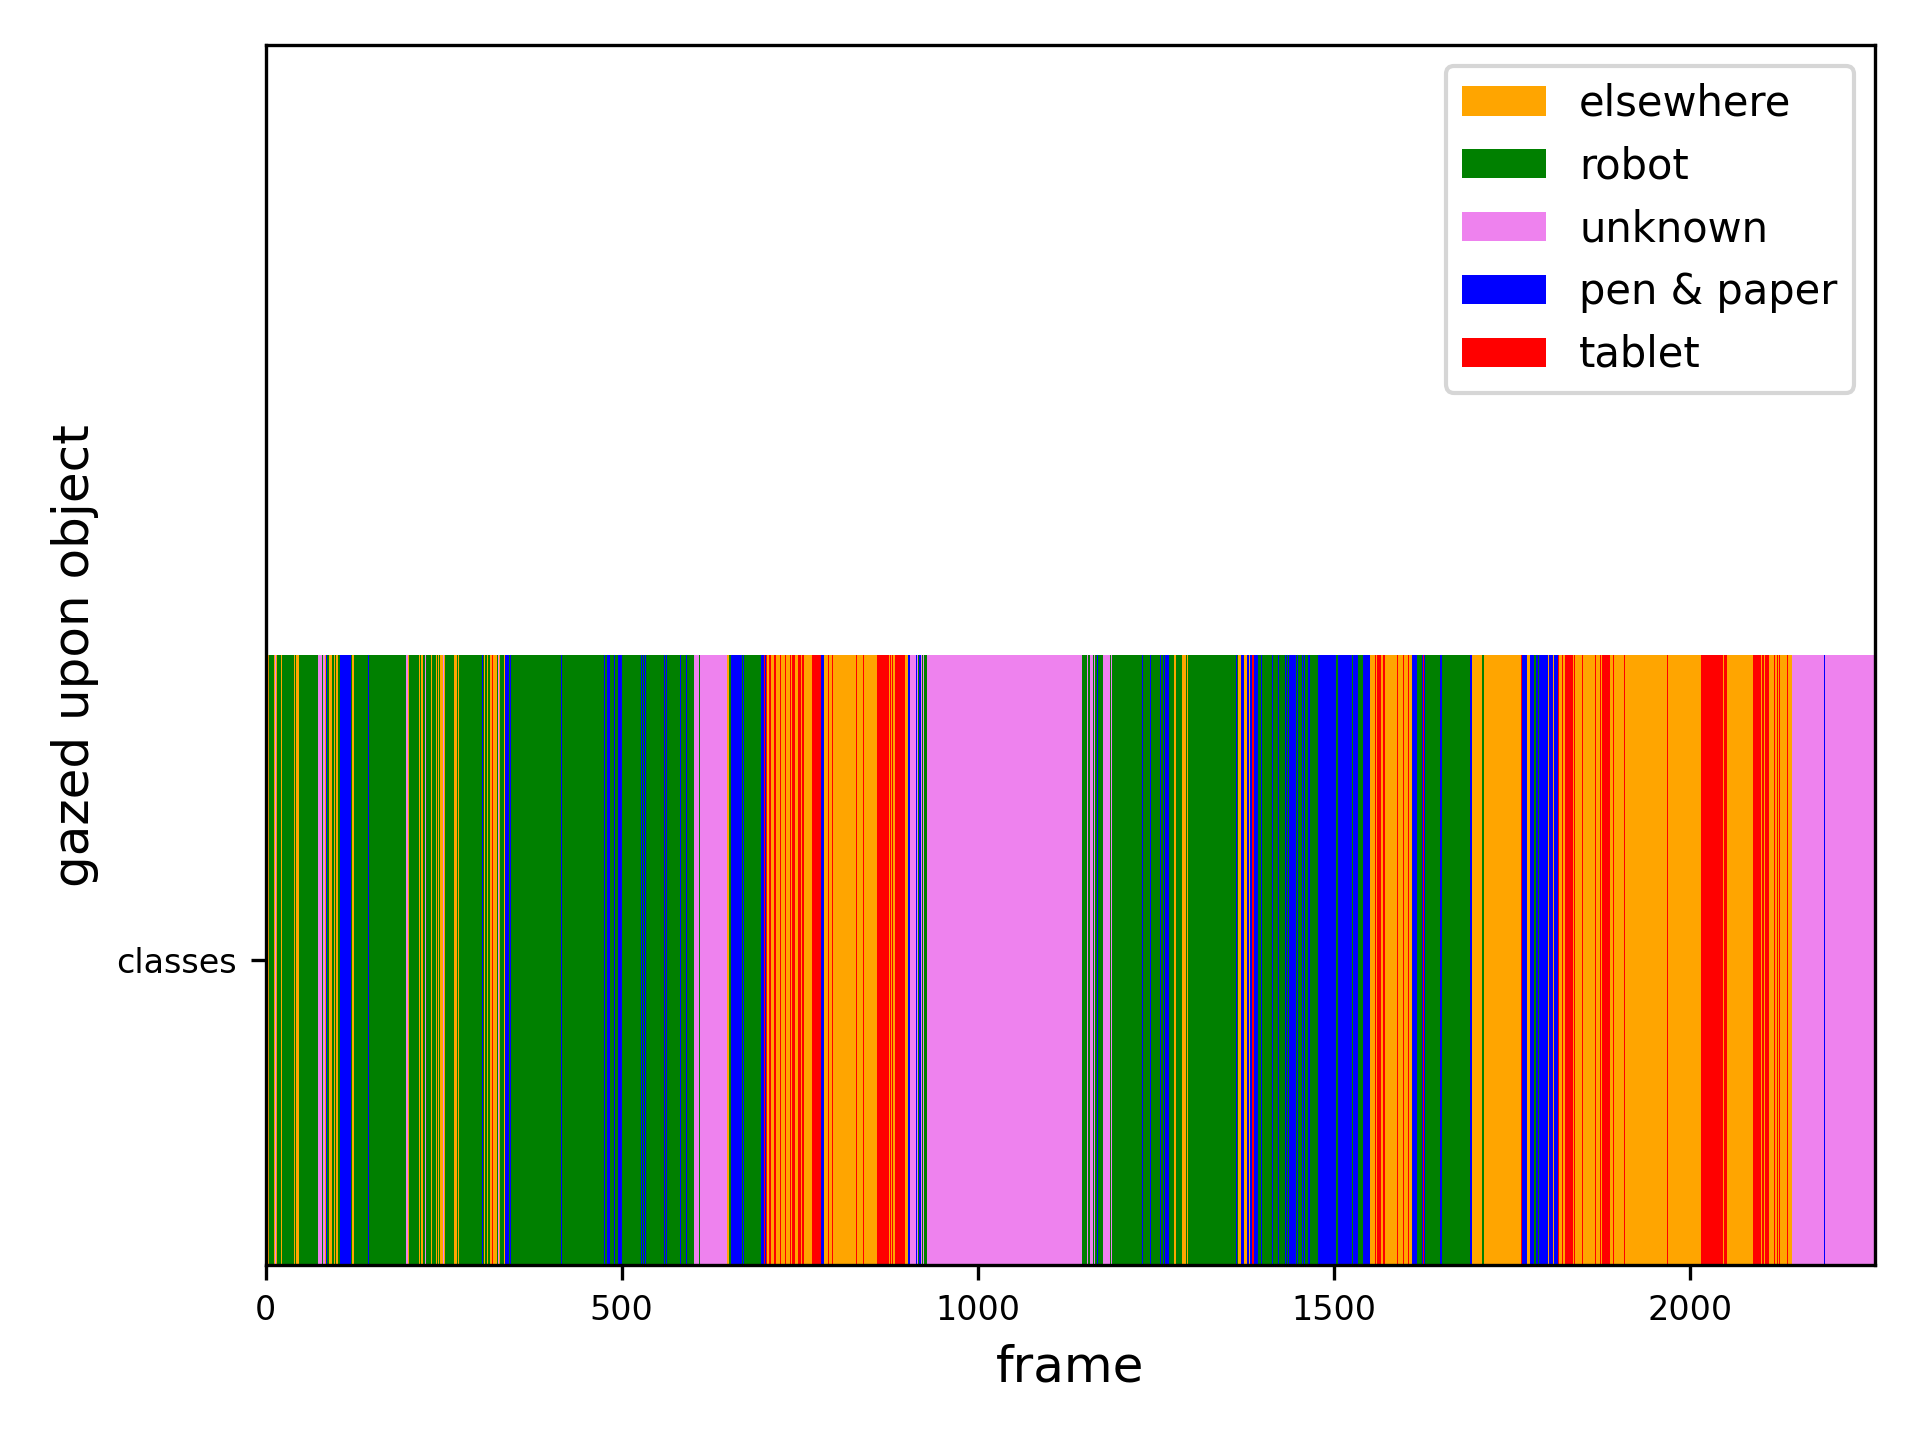 elsewhere
robot
unknown
pen & paper
tablet
gazed upon object
classes
0 500 1000 1500 2000
frame